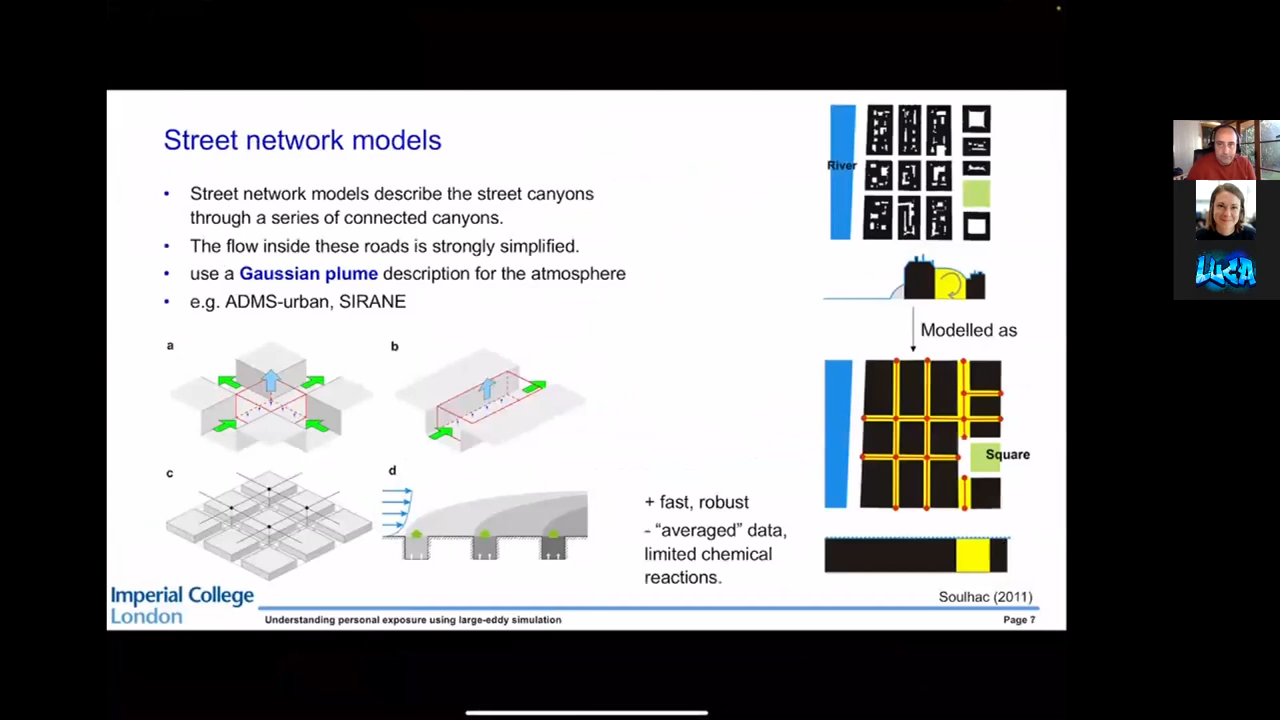 Street network models
• Street network models describe the street canyons
through a series of connected canyons.
• The flow inside these roads is strongly simplified.
• use a Gaussian plume description for the atmosphere
• e.g. ADMS-urban, SIRANE
a
b
c
d
+ fast, robust
- “averaged” data,
limited chemical
reactions.
River
Modelled as
Square
Soulhac (2011)
Imperial College
London
Understanding personal exposure using large-eddy simulation
Page 7
LUCA